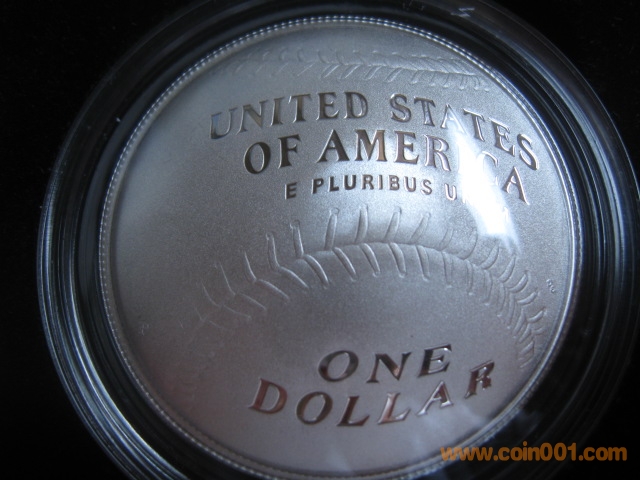 UNITED STATES
OF AMERICA
E PLURIBUS
ONE
DOLLAR
www.coin001.com